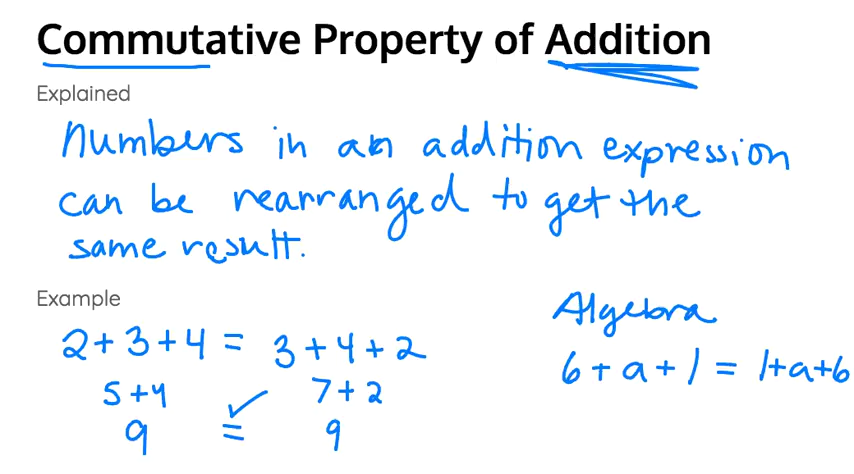 Commutative Property of Addition
Explained
Numbers in an addition expression
can be rearranged to get the
same result.
Example
2+3+4 = 3+4+2
5+4 7+2
9 = 9
Algebra
6+a+1 = 1+a+6